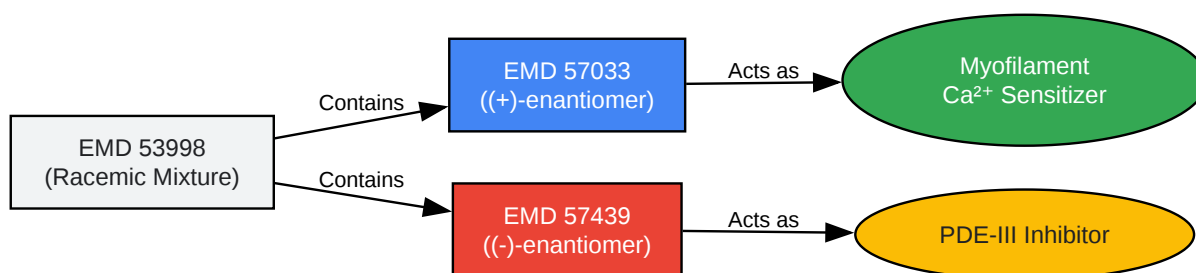 EMD 53998
(Racemic Mixture)
Contains
Contains
EMD 57033
((+)-enantiomer)
Acts as
Myofilament
Ca²⁺ Sensitizer
EMD 57439
((-)-enantiomer)
Acts as
PDE-III Inhibitor